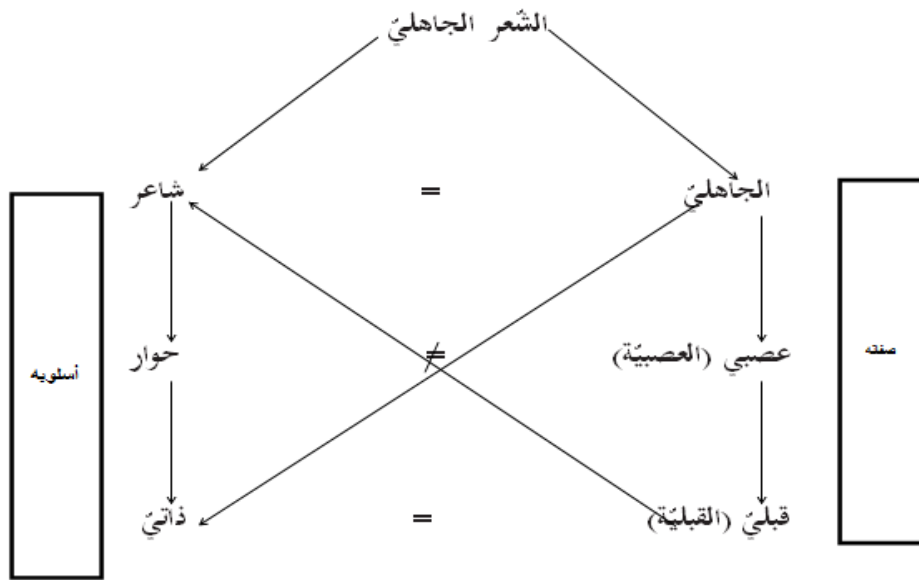 الشّعر الجاهليّ
الجاهليّ = شاعر
صفته عصبي (العصبيّة) ≠ حوار أسلوبه
قبليّ (القبليّة) = ذاتيّ